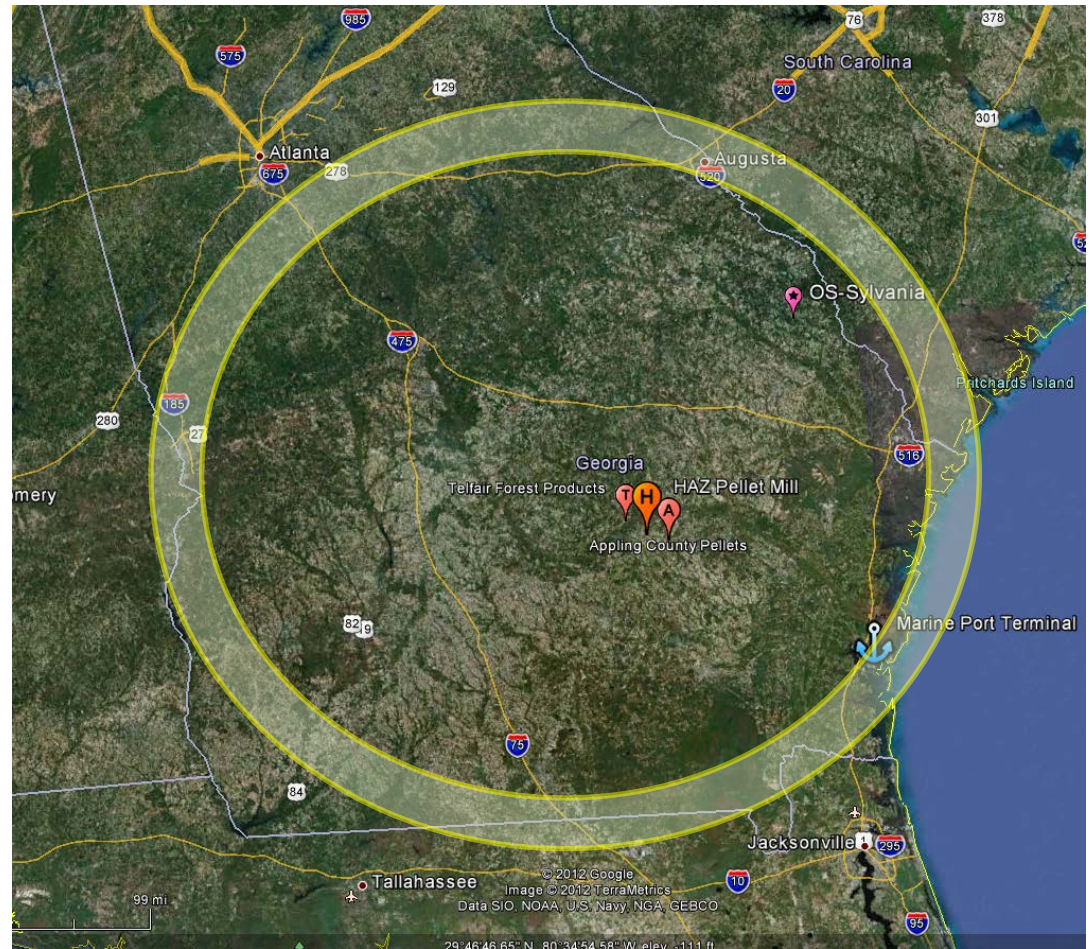 985
378
76
575
South Carolina
129
20
301
Atlanta
Augusta
675
278
520
OS-Sylvania
475
Pritchards Island
185
280
27
516
Georgia
omery
Telfair Forest Products
T
H
HAZ Pellet Mill
A
Appling County Pellets
82
9
Marine Port Terminal
75
84
Jacksonville
1
295
© 2012 Google
Tallahassee
10
Image © 2012 TerraMetrics
99 mi
Data SIO, NOAA, U.S. Navy, NGA, GEBCO
95
29°46'46.65" N 80°34'54.58" W elev -111 ft